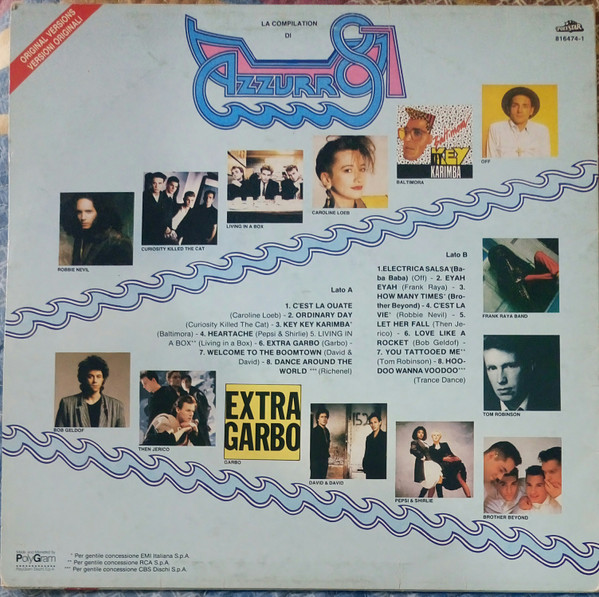 ORIGINAL VERSIONS
VERSIONI ORIGINALI
LA COMPILATION
DI
AZZURRO 87
POLYSTAR
816474-1
ROBBIE NEVIL
CURIOSITY KILLED THE CAT
LIVING IN A BOX
CAROLINE LOEB
KEY
KARIMBA
BALTIMORA
OFF
Lato A
1. C'EST LA OUATE
(Caroline Loeb) - 2. ORDINARY DAY
(Curiosity Killed The Cat) - 3. KEY KEY KARIMBA*
(Baltimora) - 4. HEARTACHE (Pepsi & Shirlie) 5. LIVING IN
A BOX** (Living in a Box) - 6. EXTRA GARBO (Garbo) -
7. WELCOME TO THE BOOMTOWN (David &
David) - 8. DANCE AROUND THE
WORLD *** (Richenel)
Lato B
1.ELECTRICA SALSA (Ba-
ba Baba) (Off) - 2. EYAH
EYAH (Frank Raya) - 3.
HOW MANY TIMES* (Bro-
ther Beyond) - 4. C'EST LA
VIE* (Robbie Nevil) - 5.
LET HER FALL (Then Je-
rico) - 6. LOVE LIKE A
ROCKET (Bob Geldof) -
7. YOU TATTOOED ME**
(Tom Robinson) - 8. HOO-
DOO WANNA VOODOO***
(Trance Dance)
FRANK RAYA BAND
TOM ROBINSON
BOB GELDOF
THEN JERICO
EXTRA
GARBO
GARBO
152
DAVID & DAVID
PEPSI & SHIRLIE
BROTHER BEYOND
PolyGram
* Per gentile concessione EMI Italiana S.p.A.
** Per gentile concessione RCA S.p.A.
*** Per gentile concessione CBS Dischi S.p.A.